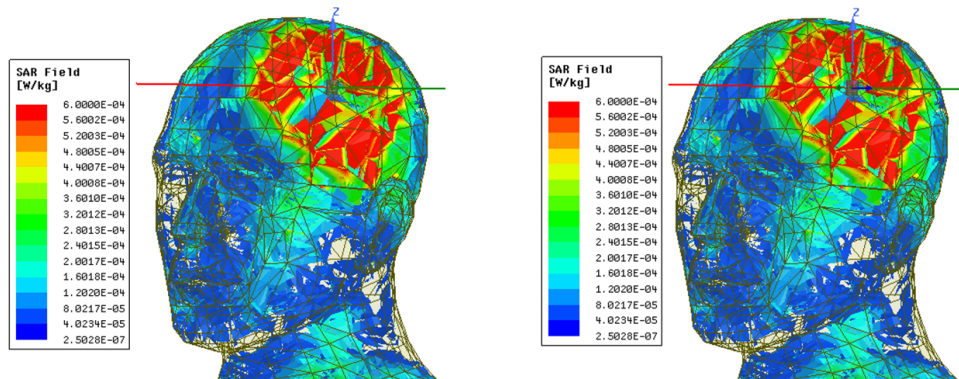 Z
SAR Field
[W/kg]
6.0000E-04
5.6002E-04
5.2003E-04
4.8005E-04
4.4007E-04
4.0008E-04
3.6010E-04
3.2012E-04
2.8013E-04
2.4015E-04
2.0017E-04
1.6018E-04
1.2020E-04
8.0217E-05
4.0234E-05
2.5028E-07
Z
SAR Field
[W/kg]
6.0000E-04
5.6002E-04
5.2003E-04
4.8005E-04
4.4007E-04
4.0008E-04
3.6010E-04
3.2012E-04
2.8013E-04
2.4015E-04
2.0017E-04
1.6018E-04
1.2020E-04
8.0217E-05
4.0234E-05
2.5028E-07